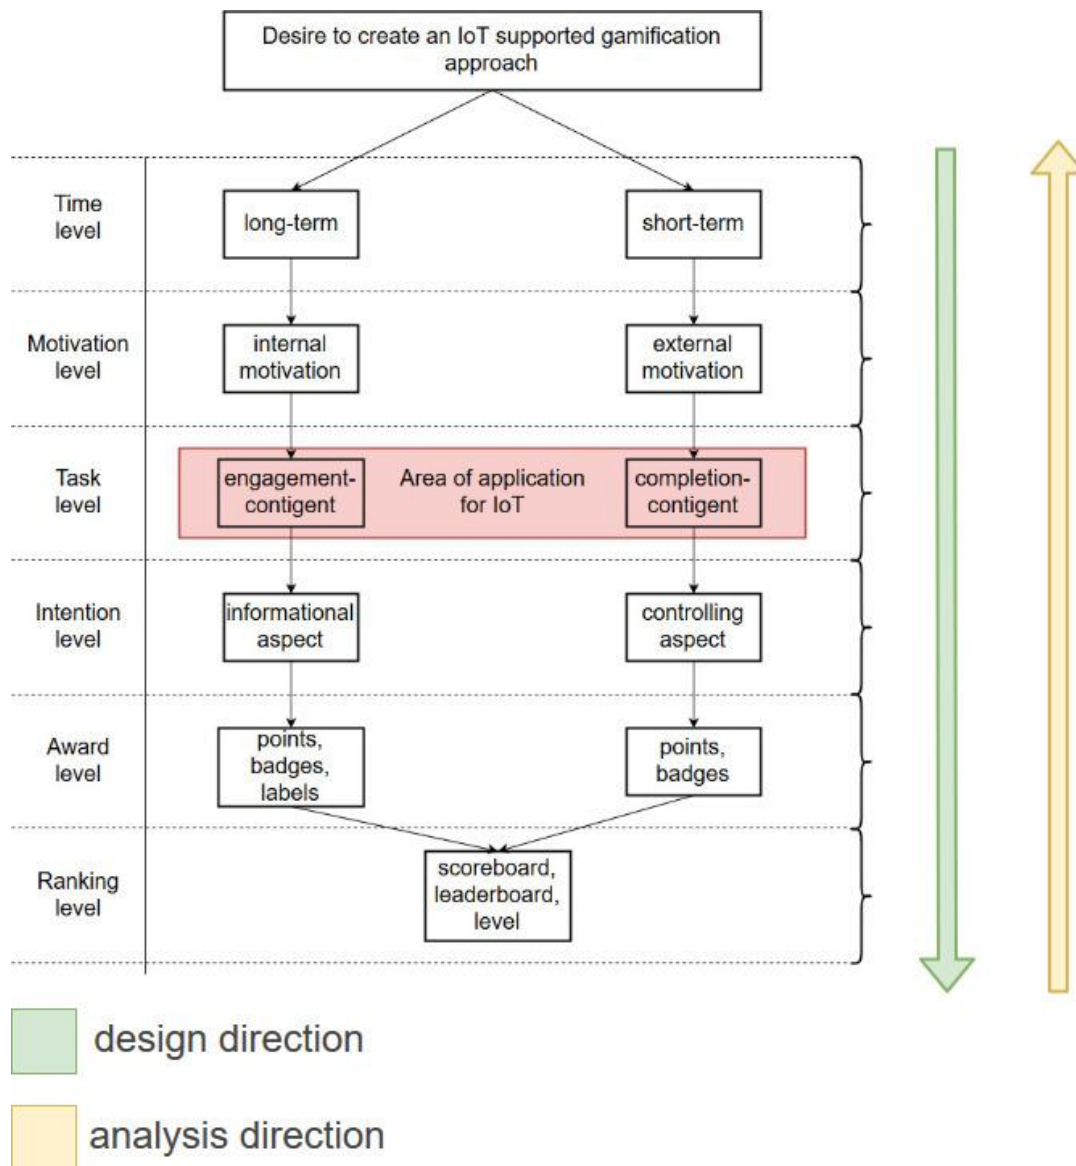 Desire to create an IoT supported gamification
approach
Time
level
long-term
short-term
Motivation
level
internal
motivation
external
motivation
Task
level
engagement-
contigent
Area of application
for IoT
completion-
contigent
Intention
level
informational
aspect
controlling
aspect
Award
level
points,
badges,
labels
points,
badges
Ranking
level
scoreboard,
leaderboard,
level
design direction
analysis direction